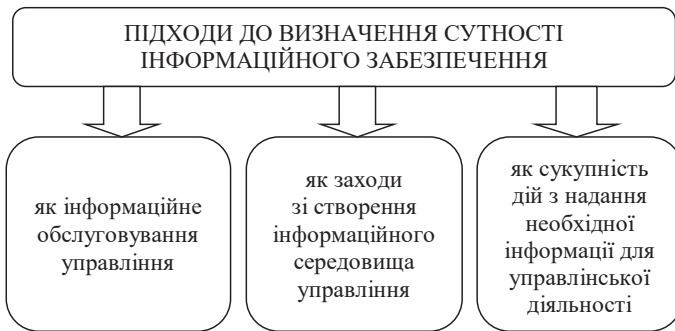 ПІДХОДИ ДО ВИЗНАЧЕННЯ СУТНОСТІ
ІНФОРМАЦІЙНОГО ЗАБЕЗПЕЧЕННЯ
як інформаційне
обслуговування
управління
як заходи
зі створення
інформаційного
середовища
управління
як сукупність
дій з надання
необхідної
інформації для
управлінської
діяльності